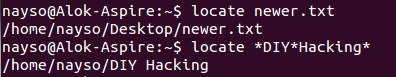 nayso@Alok-Aspire:~$ locate newer.txt
/home/nayso/Desktop/newer.txt
nayso@Alok-Aspire:~$ locate *DIY*Hacking*
/home/nayso/DIY Hacking